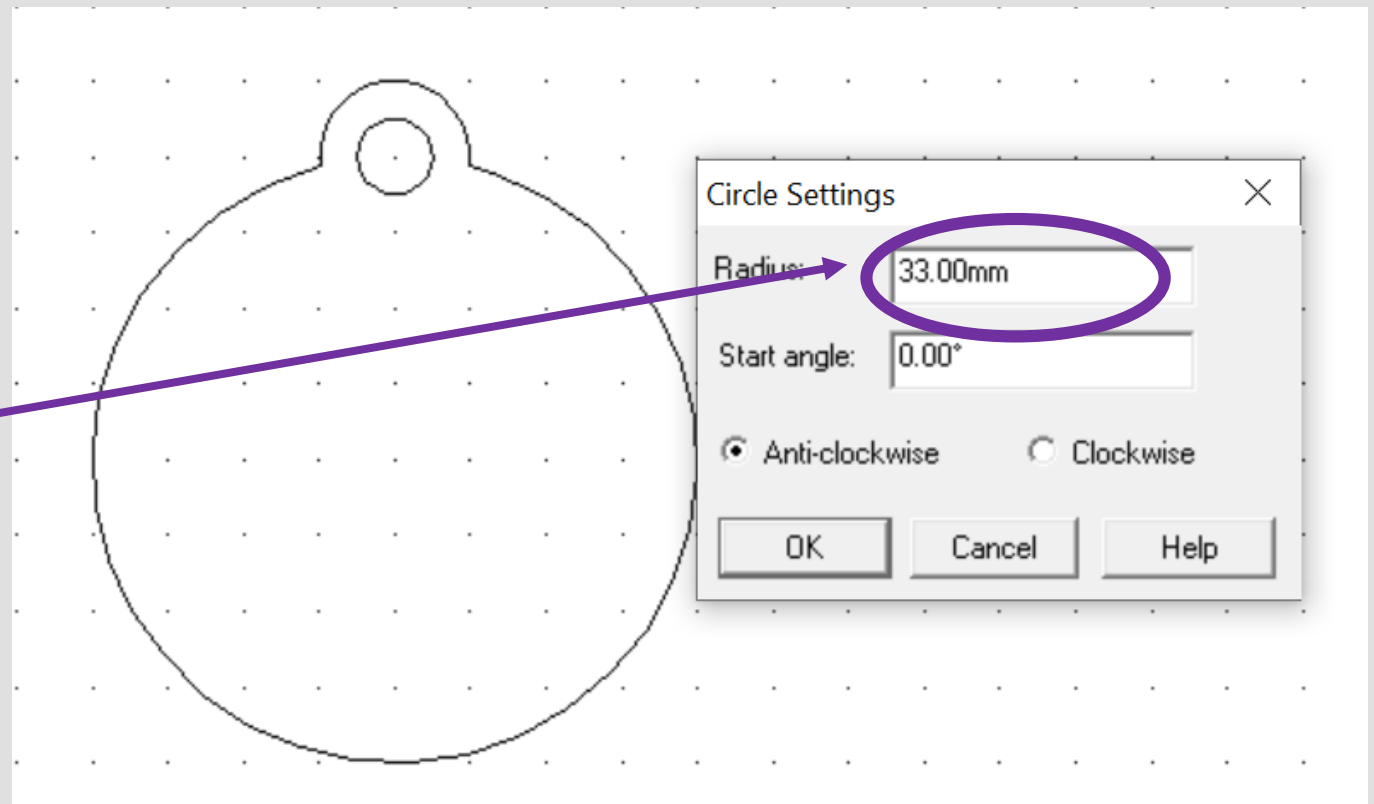 Circle Settings
Radius: 33.00mm
Start angle: 0.00°
Anti-clockwise Clockwise
OK Cancel Help